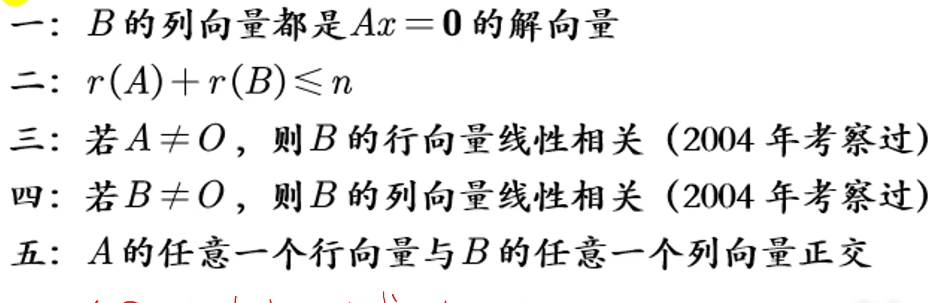 一：B的列向量都是Ax=0的解向量
二：r(A)+r(B)≤n
三：若A≠O，则B的行向量线性相关（2004年考察过）
四：若B≠O，则B的列向量线性相关（2004年考察过）
五：A的任意一个行向量与B的任意一个列向量正交